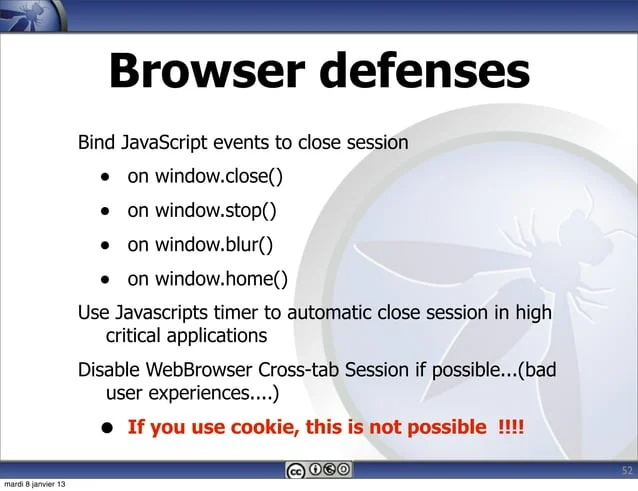 Browser defenses
Bind JavaScript events to close session
• on window.close()
• on window.stop()
• on window.blur()
• on window.home()
Use Javascripts timer to automatic close session in high
critical applications
Disable WebBrowser Cross-tab Session if possible...(bad
user experiences....)
• If you use cookie, this is not possible !!!!
52
cc
mardi 8 janvier 13